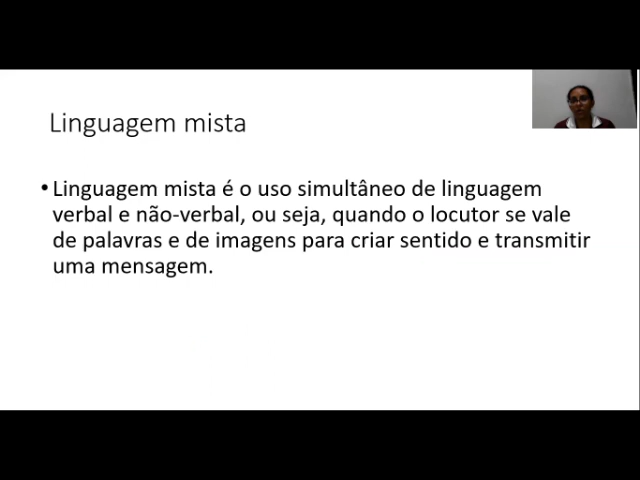 Linguagem mista
• Linguagem mista é o uso simultâneo de linguagem
verbal e não-verbal, ou seja, quando o locutor se vale
de palavras e de imagens para criar sentido e transmitir
uma mensagem.